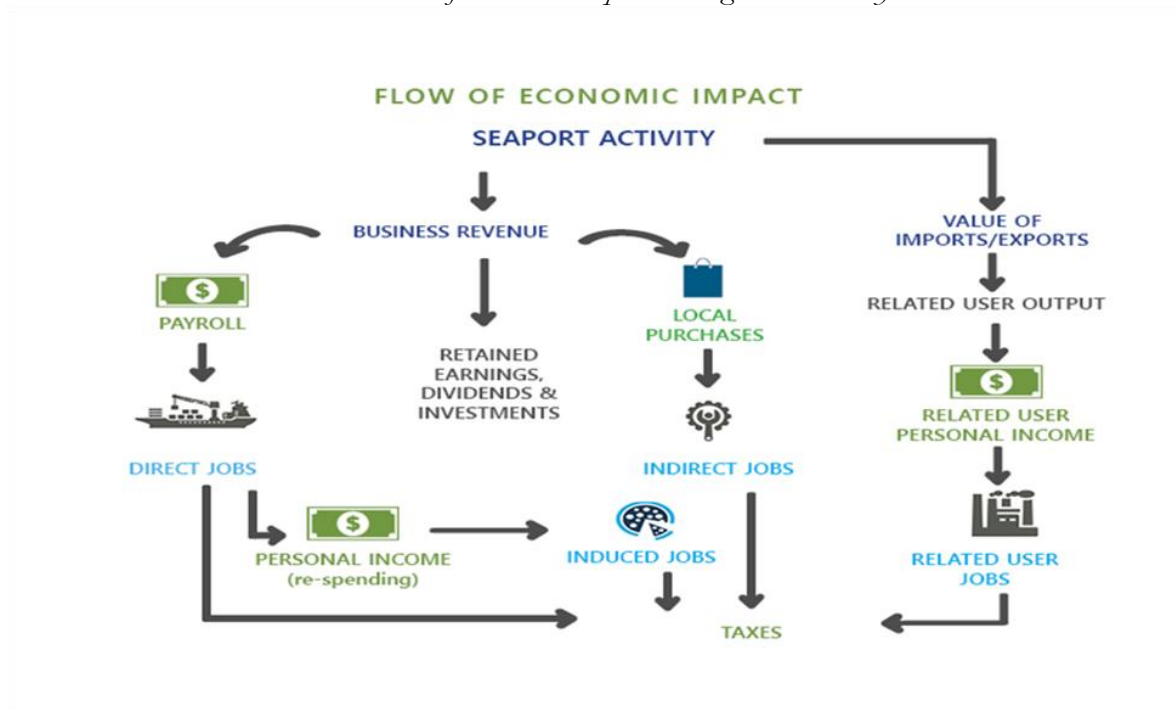 FLOW OF ECONOMIC IMPACT
SEAPORT ACTIVITY
BUSINESS REVENUE
VALUE OF
IMPORTS/EXPORTS
$
PAYROLL
LOCAL
PURCHASES
RELATED USER OUTPUT
RETAINED
EARNINGS,
DIVIDENDS &
INVESTMENTS
$
RELATED USER
PERSONAL INCOME
DIRECT JOBS
INDIRECT JOBS
$
PERSONAL INCOME
(re-spending)
INDUCED JOBS
RELATED USER
JOBS
TAXES